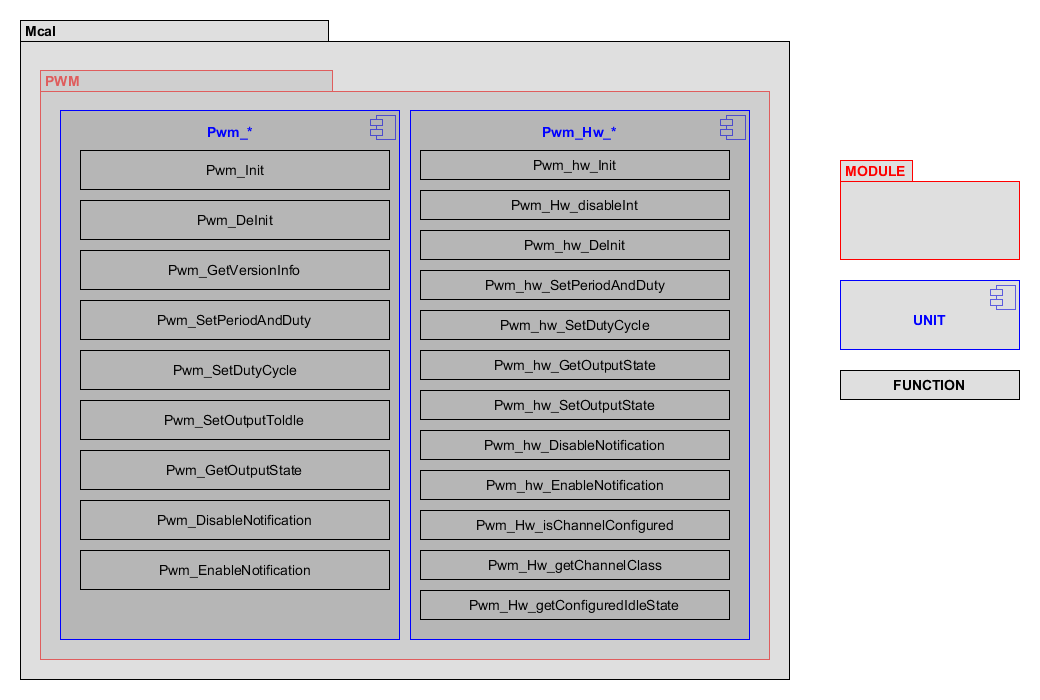 Mcal
PWM
Pwm_*
Pwm_Init
Pwm_DeInit
Pwm_GetVersionInfo
Pwm_SetPeriodAndDuty
Pwm_SetDutyCycle
Pwm_SetOutputToIdle
Pwm_GetOutputState
Pwm_DisableNotification
Pwm_EnableNotification
Pwm_Hw_*
Pwm_hw_Init
Pwm_Hw_disableInt
Pwm_hw_DeInit
Pwm_hw_SetPeriodAndDuty
Pwm_hw_SetDutyCycle
Pwm_hw_GetOutputState
Pwm_hw_SetOutputState
Pwm_hw_DisableNotification
Pwm_hw_EnableNotification
Pwm_Hw_isChannelConfigured
Pwm_Hw_getChannelClass
Pwm_Hw_getConfiguredIdleState
MODULE
UNIT
FUNCTION